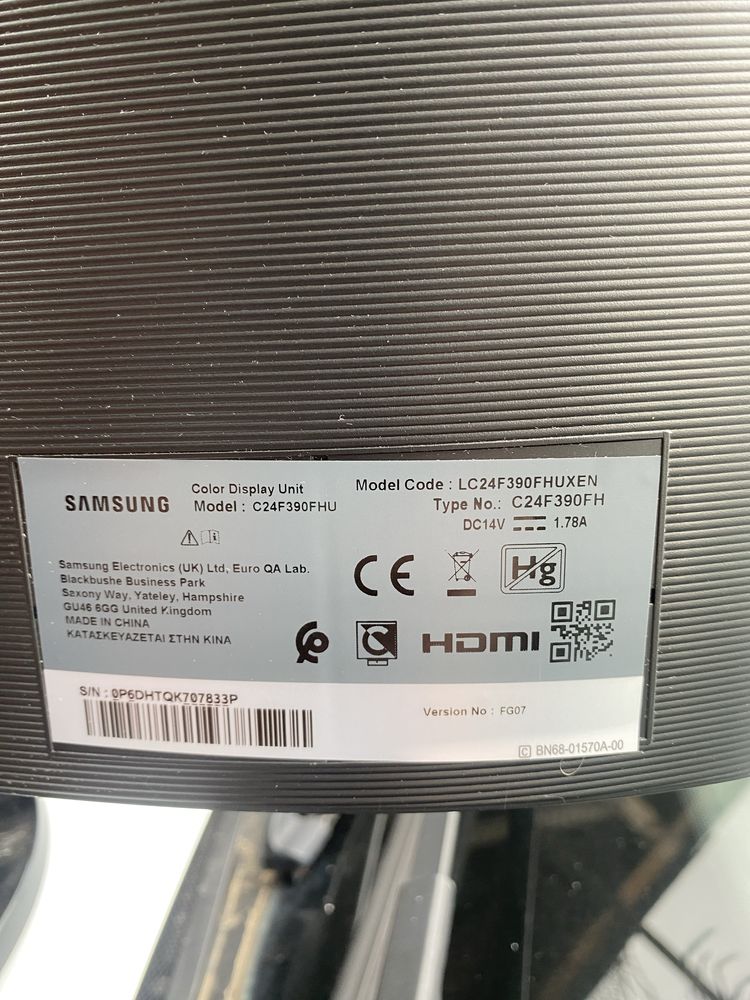 SAMSUNG
Color Display Unit
Model : C24F390FHU
Model Code : LC24F390FHUXEN
Type No.: C24F390FH
DC14V 1.78A
Samsung Electronics (UK) Ltd, Euro QA Lab.
Blackbushe Business Park
Saxony Way, Yateley, Hampshire
GU46 6GG United Kingdom
MADE IN CHINA
ΚΑΤΑΣΚΕΥΑΖΕΤΑΙ ΣΤΗΝ ΚΙΝΑ
CE
Hg
HDMI
S/N : 0P6DHTQK707833P
Version No : FG07
C BN68-01570A-00